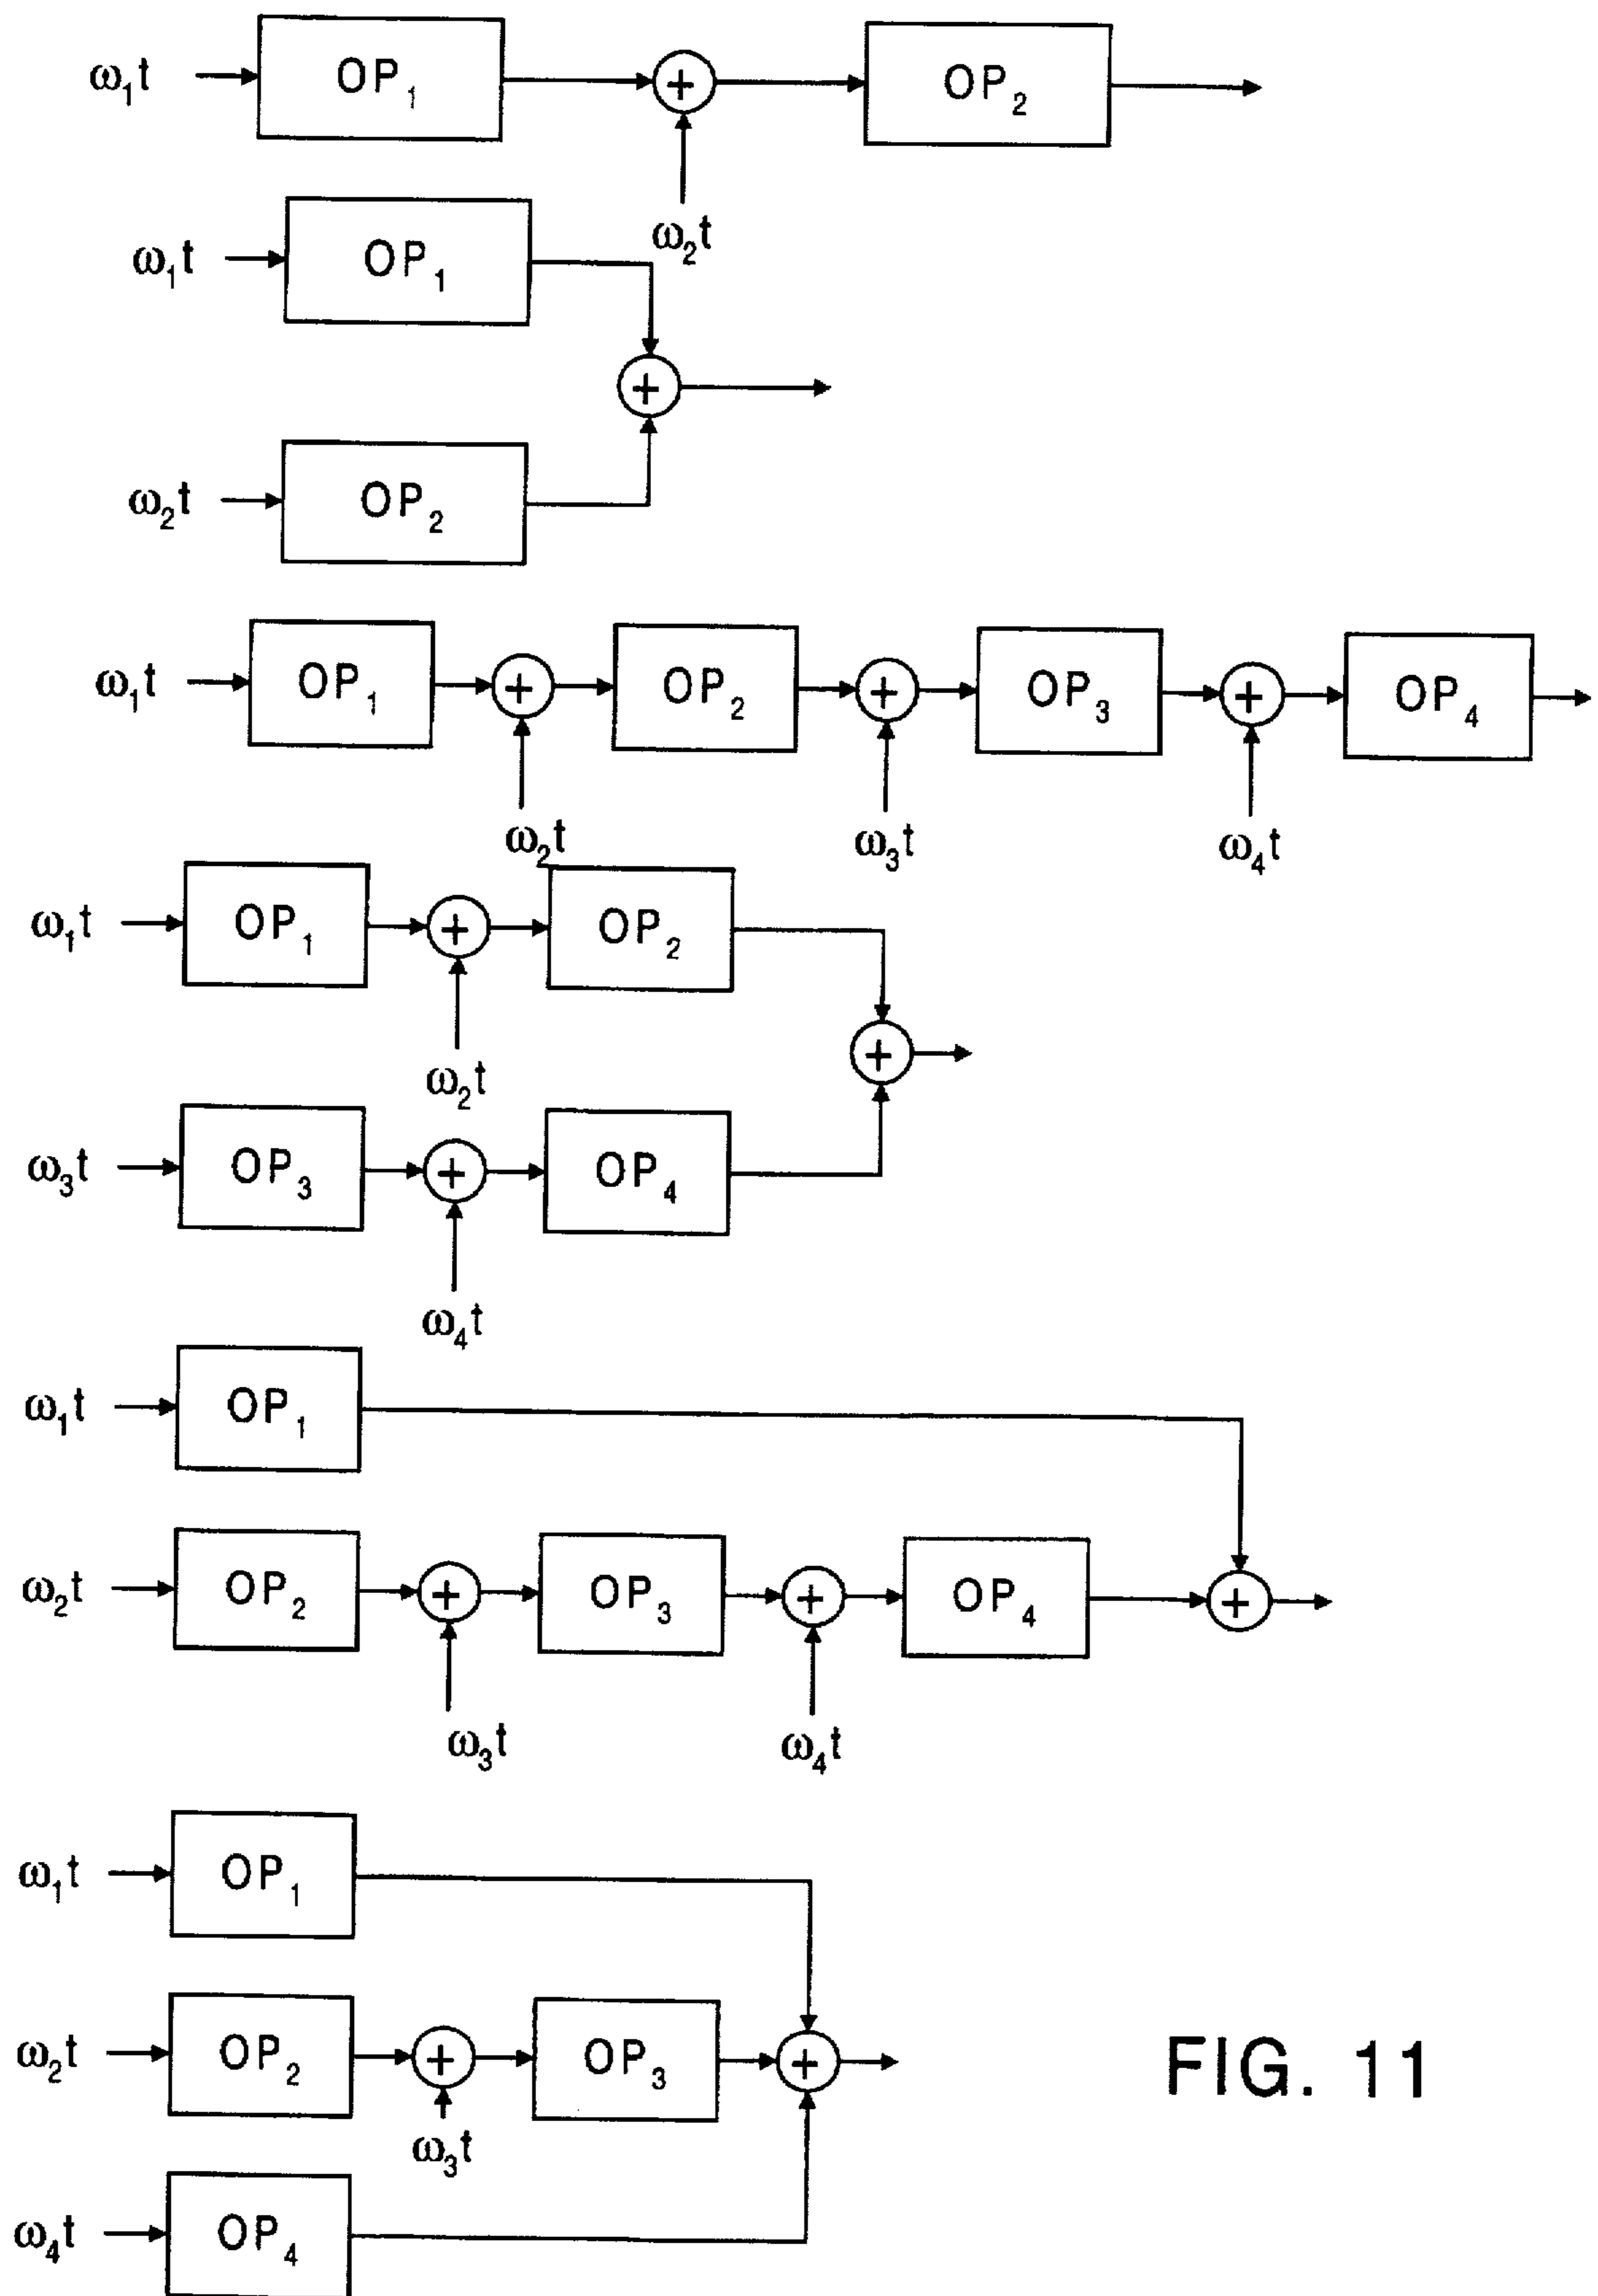 ω₁t OP₁ + OP₂
ω₂t
ω₁t OP₁
+
ω₂t OP₂
ω₁t OP₁ + OP₂ + OP₃ + OP₄
ω₂t ω₃t ω₄t
ω₁t OP₁ + OP₂
+
ω₂t
ω₃t OP₃ + OP₄
ω₄t
ω₁t OP₁
ω₂t OP₂ + OP₃ + OP₄ +
ω₃t ω₄t
ω₁t OP₁
ω₂t OP₂ + OP₃ +
ω₃t
ω₄t OP₄
FIG. 11